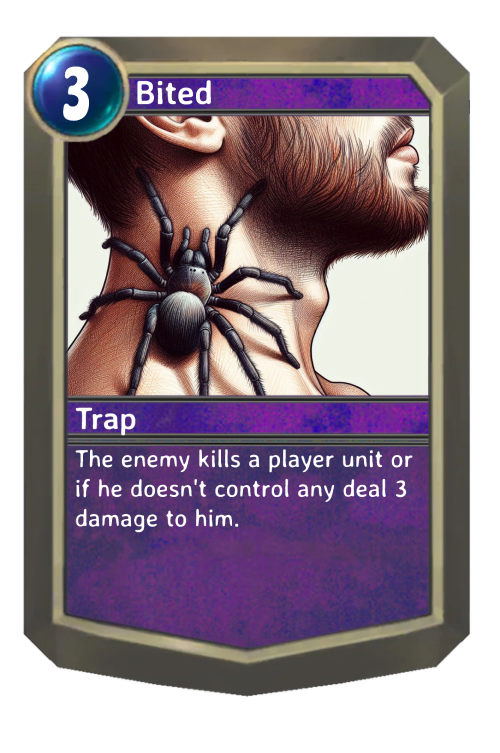 3
Bited
Trap
The enemy kills a player unit or
if he doesn't control any deal 3
damage to him.